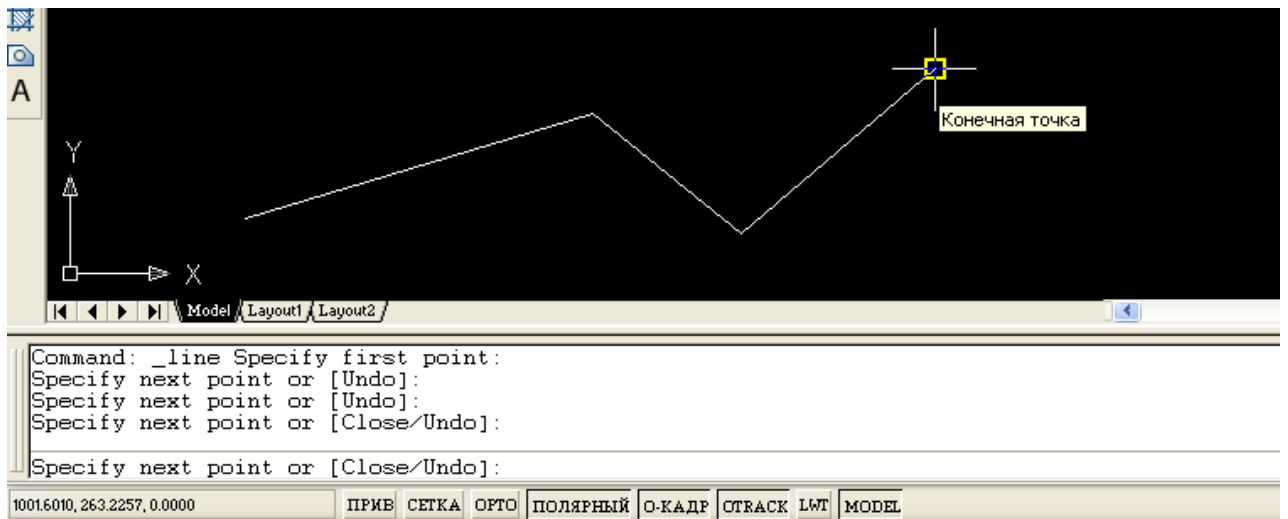 A
Конечная точка
Y
X
Model Layout1 Layout2
Command: _line Specify first point:
Specify next point or [Undo]:
Specify next point or [Undo]:
Specify next point or [Close/Undo]:
Specify next point or [Close/Undo]:
1001.6010, 263.2257, 0.0000 ПРИВ СЕТКА ОРТО ПОЛЯРНЫЙ О-КАДР OTRACK LWT MODEL